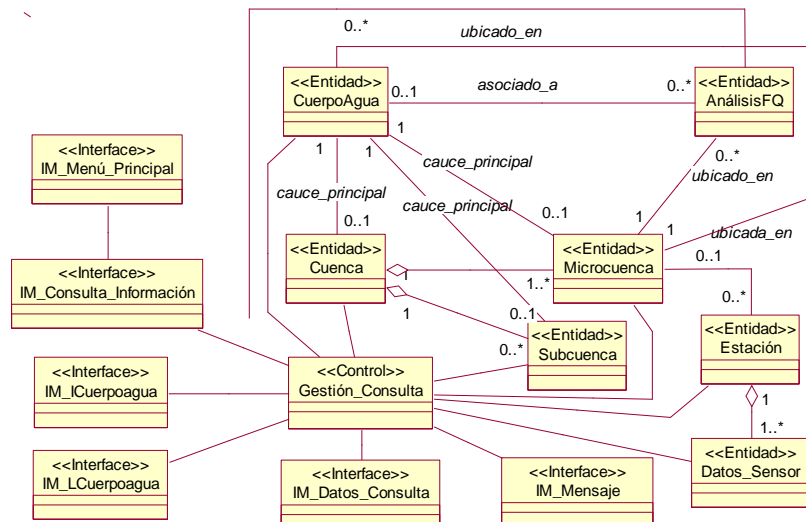 0..*
ubicado_en
<<Entidad>>
CuerpoAgua
asociado_a
0..1
0..*
<<Entidad>>
AnálisisFQ
1
1
1
0..*
<<Interface>>
IM_Menú_Principal
cauce_principal
ubicado_en
cauce_principal
cauce_principal
0..1
0..1
1
1
ubicada_en
<<Entidad>>
Cuenca
<<Entidad>>
Microcuenca
0..1
<<Interface>>
IM_Consulta_Información
1
1..*
0..*
1
0..1
<<Entidad>>
Subcuenca
0..*
<<Entidad>>
Estación
<<Control>>
Gestión_Consulta
<<Interface>>
IM_ICuerpoagua
1
1..*
<<Interface>>
IM_LCuerpoagua
<<Interface>>
IM_Datos_Consulta
<<Interface>>
IM_Mensaje
<<Entidad>>
Datos_Sensor